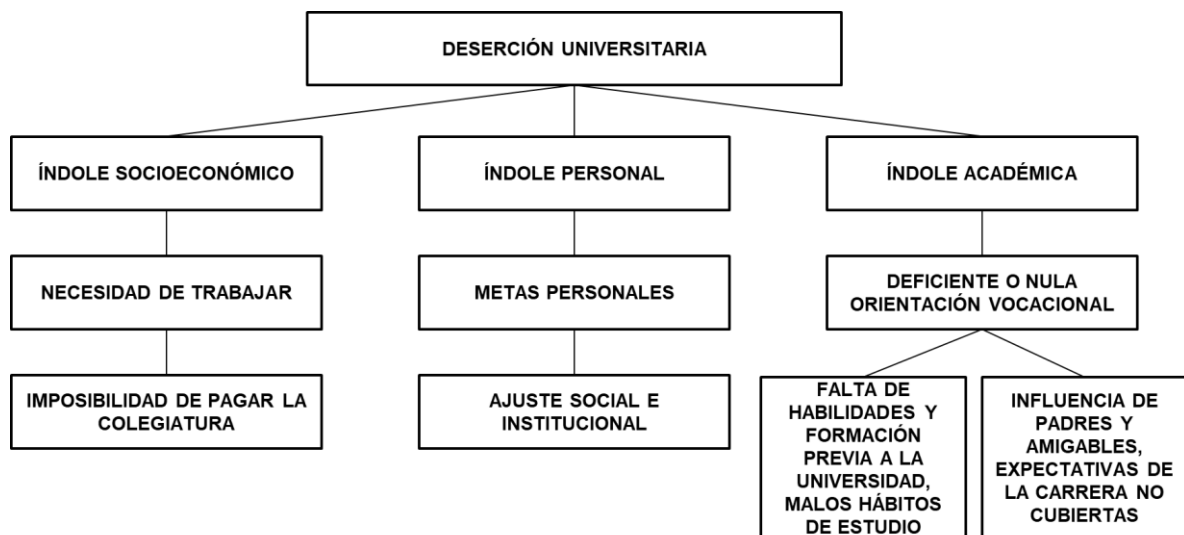 DESERCIÓN UNIVERSITARIA
ÍNDOLE SOCIOECONÓMICO
ÍNDOLE PERSONAL
ÍNDOLE ACADÉMICA
NECESIDAD DE TRABAJAR
METAS PERSONALES
DEFICIENTE O NULA
ORIENTACIÓN VOCACIONAL
IMPOSIBILIDAD DE PAGAR LA
COLEGIATURA
AJUSTE SOCIAL E
INSTITUCIONAL
FALTA DE
HABILIDADES Y
FORMACIÓN
PREVIA A LA
UNIVERSIDAD,
MALOS HÁBITOS
DE ESTUDIO
INFLUENCIA DE
PADRES Y
AMIGABLES,
EXPECTATIVAS DE
LA CARRERA NO
CUBIERTAS